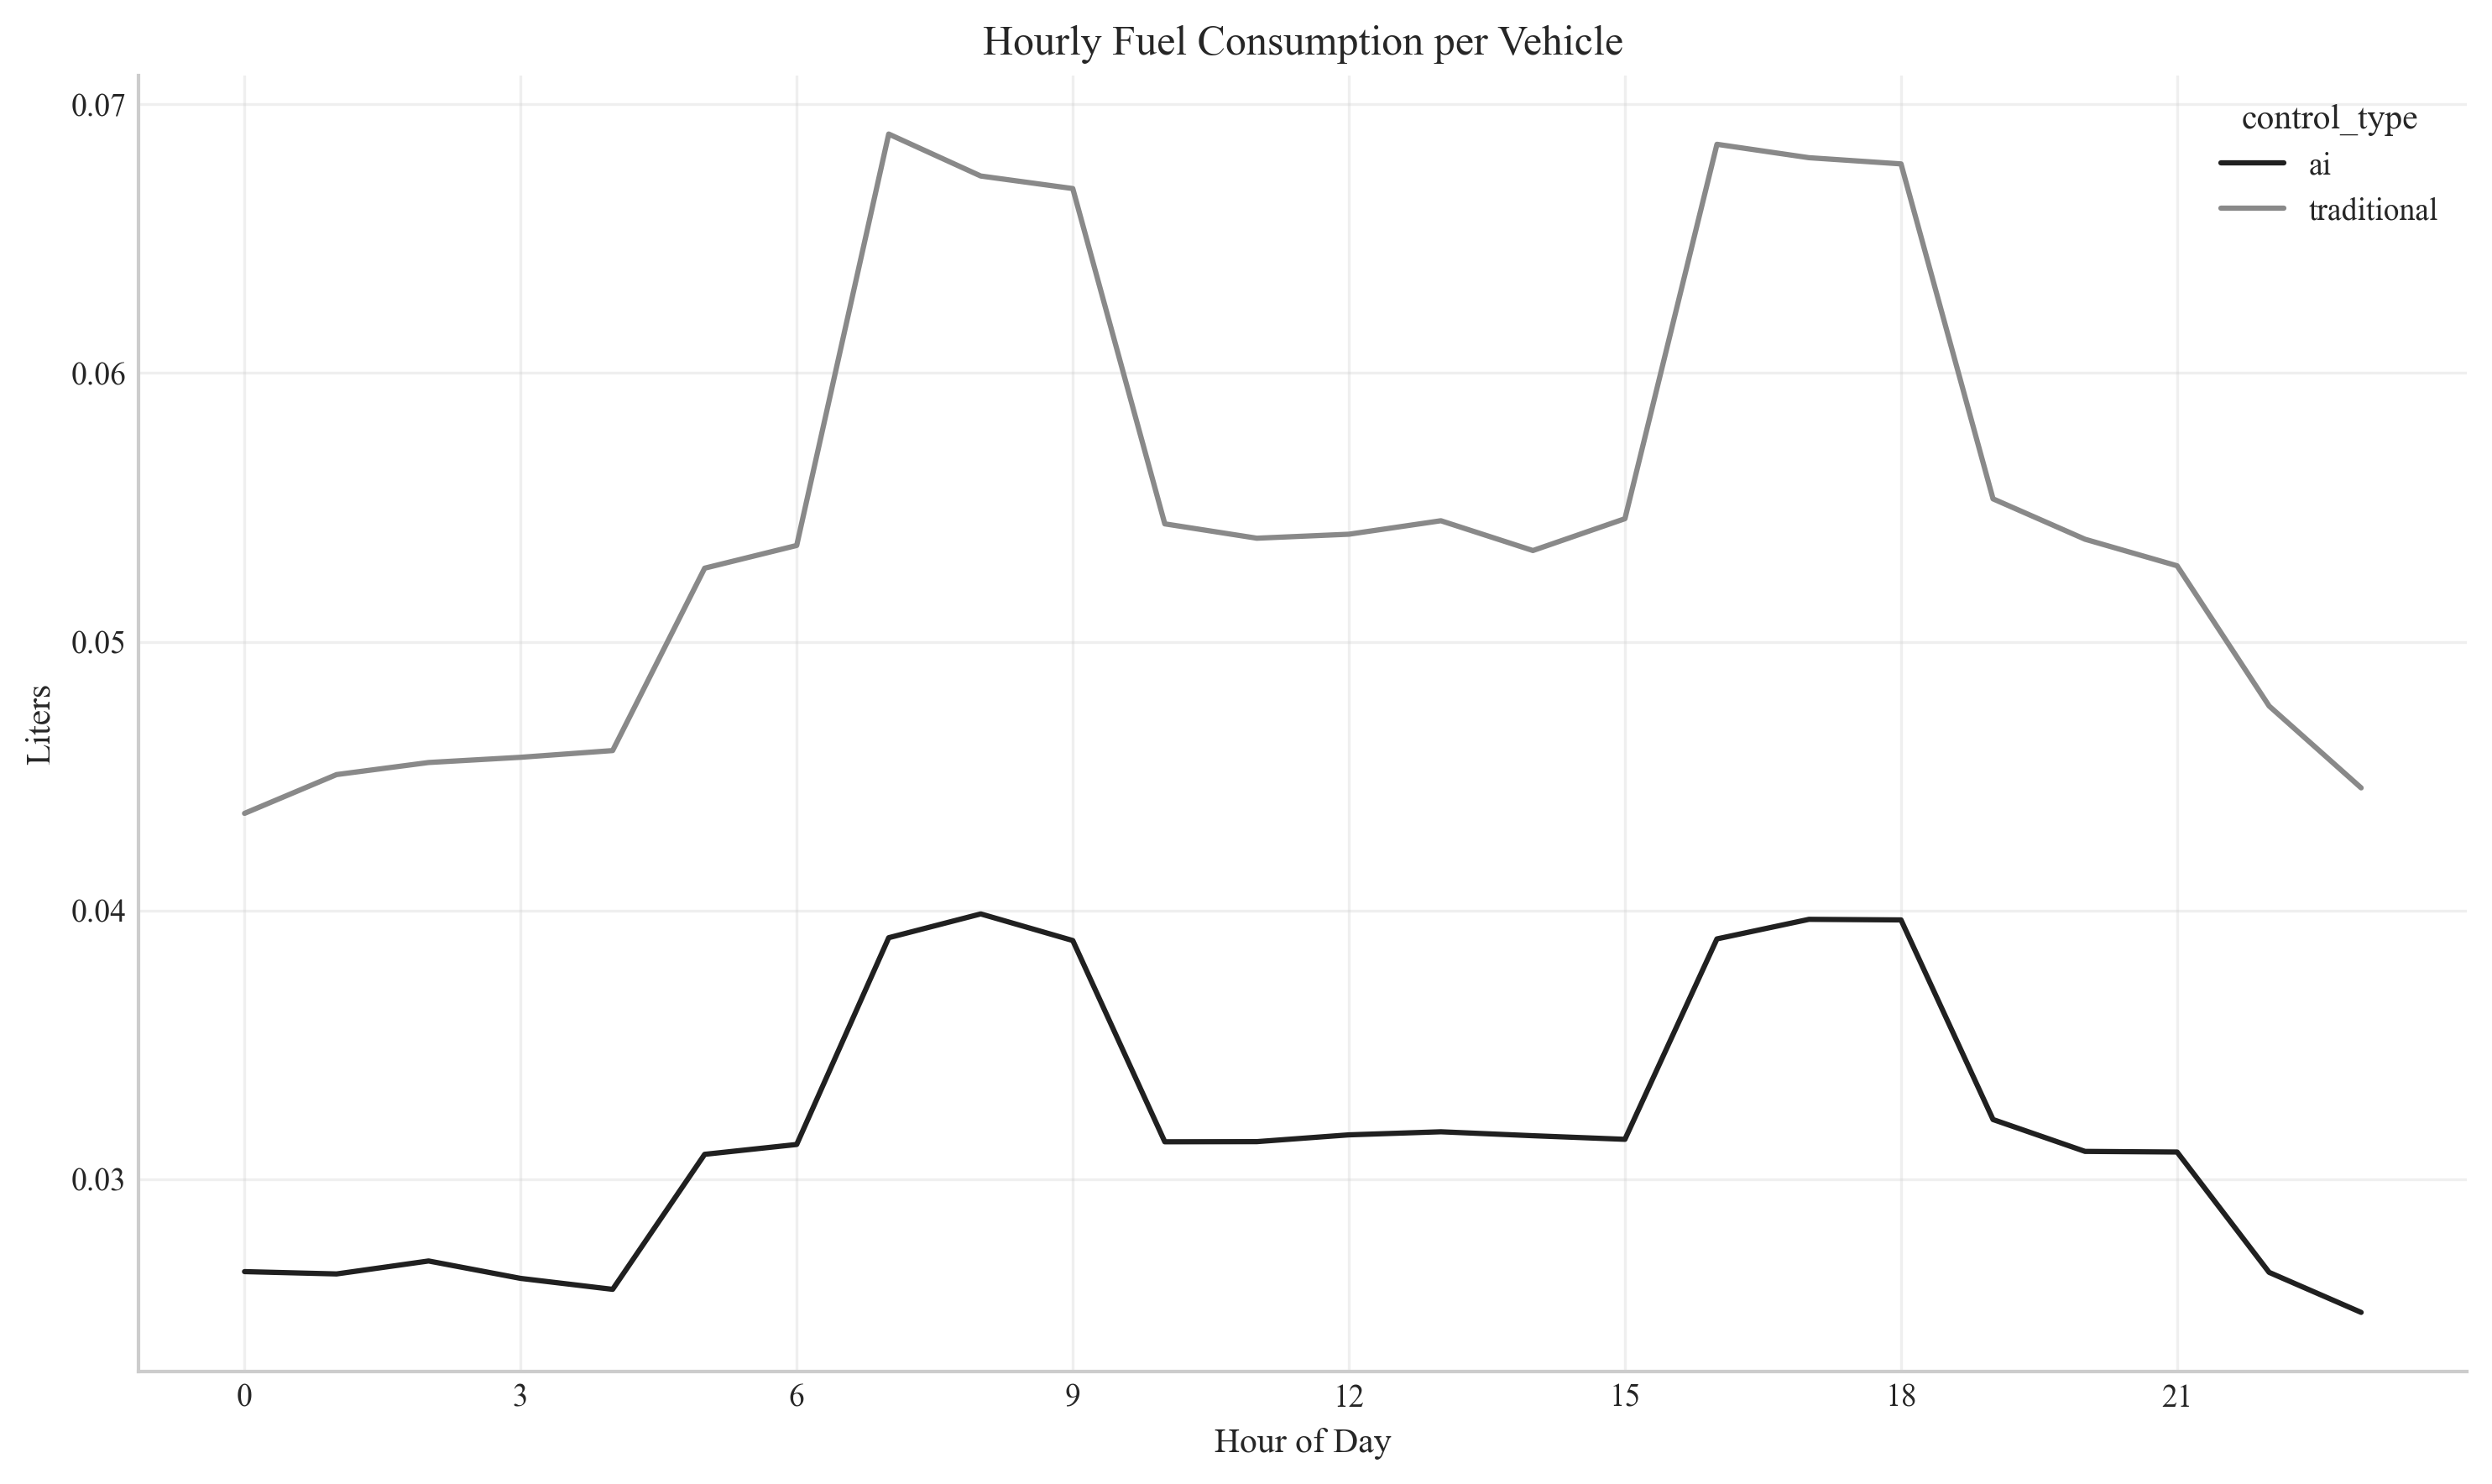 Hourly Fuel Consumption per Vehicle
control_type
ai
traditional
0.07
0.06
0.05
0.04
0.03
Liters
0
3
6
9
12
15
18
21
Hour of Day